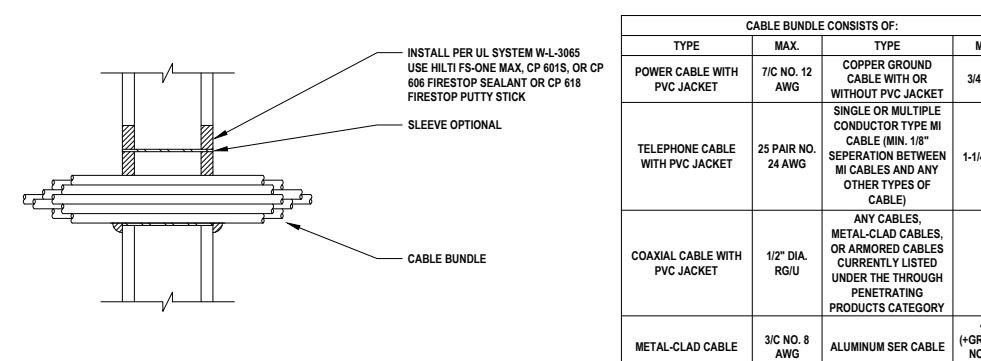 INSTALL PER UL SYSTEM W-L-3065
USE HILTI FS-ONE MAX, CP 601S, OR CP
606 FIRESTOP SEALANT OR CP 618
FIRESTOP PUTTY STICK
SLEEVE OPTIONAL
CABLE BUNDLE
CABLE BUNDLE CONSISTS OF:
TYPE MAX. TYPE
POWER CABLE WITH
PVC JACKET
7/C NO. 12
AWG
COPPER GROUND
CABLE WITH OR
WITHOUT PVC JACKET
3/4
TELEPHONE CABLE
WITH PVC JACKET
25 PAIR NO.
24 AWG
SINGLE OR MULTIPLE
CONDUCTOR TYPE MI
CABLE (MIN. 1/8"
SEPERATION BETWEEN
MI CABLES AND ANY
OTHER TYPES OF
CABLE)
COAXIAL CABLE WITH
PVC JACKET
1/2" DIA.
RG/U
ANY CABLES,
METAL-CLAD CABLES,
OR ARMORED CABLES
CURRENTLY LISTED
UNDER THE THROUGH
PENETRATING
PRODUCTS CATEGORY
METAL-CLAD CABLE
3/C NO. 8
AWG
ALUMINUM SER CABLE